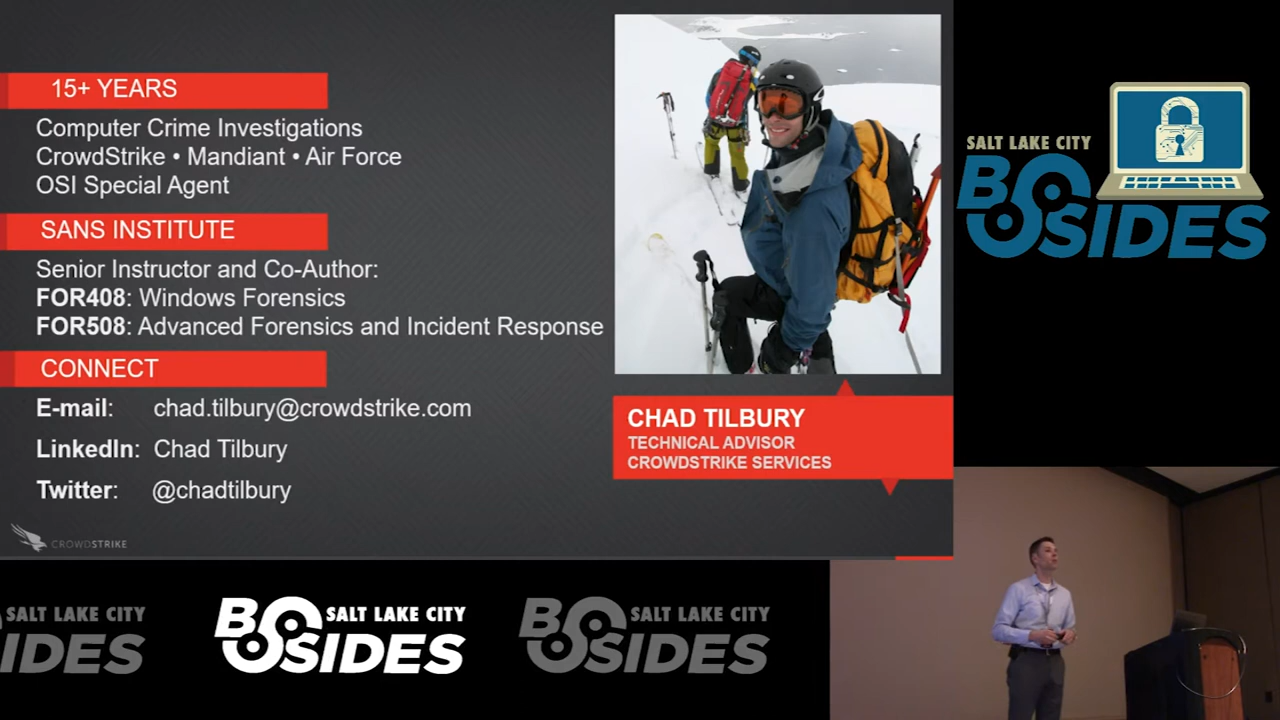 15+ YEARS
Computer Crime Investigations
CrowdStrike • Mandiant • Air Force
OSI Special Agent
SANS INSTITUTE
Senior Instructor and Co-Author:
FOR408: Windows Forensics
FOR508: Advanced Forensics and Incident Response
CONNECT
E-mail: chad.tilbury@crowdstrike.com
LinkedIn: Chad Tilbury
Twitter: @chadtilbury
CROWDSTRIKE
CHAD TILBURY
TECHNICAL ADVISOR
CROWDSTRIKE SERVICES
SALT LAKE CITY
BSIDES
SALT LAKE CITY
IDES
SALT LAKE CITY
BSIDES
SALT LAKE CITY
BSIDES